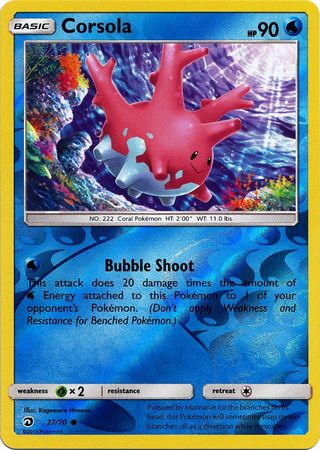 BASIC Corsola HP 90
NO. 222 Coral Pokémon HT: 2'00" WT: 11.0 lbs.
Bubble Shoot
This attack does 20 damage times the amount of
Energy attached to this Pokémon to 1 of your
opponent's Pokémon. (Don't apply Weakness and
Resistance for Benched Pokémon.)
weakness × 2 resistance retreat
Illus. Kagemaru Himeno
27/70
©2018 Pokémon
Pursued by Mareanie for the branches on its
head, this Pokémon will sometimes snap its own
branches off as a diversion while it escapes.